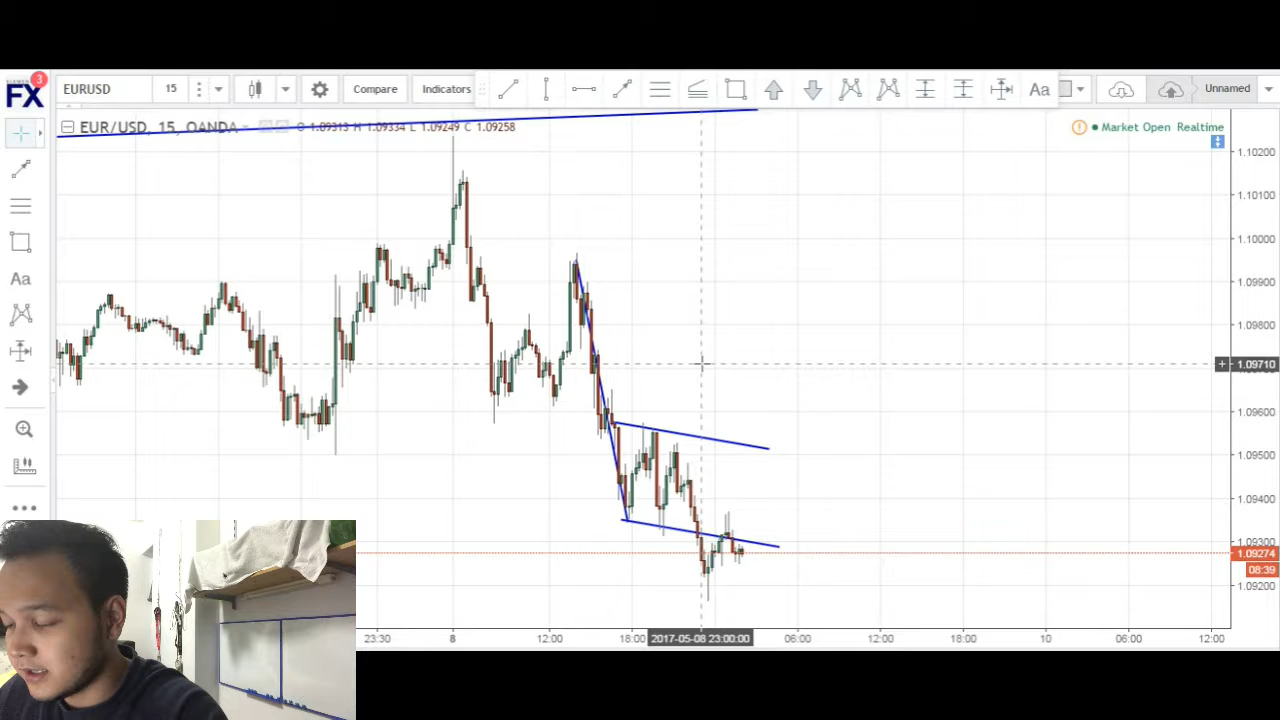 3
FX
EURUSD 15 Compare Indicators Aa Unnamed
EUR/USD, 15, OANDA 1.09313 H 1.09334 L 1.09249 C 1.09258
Market Open Realtime
1.10200
1.10100
1.10000
1.09900
1.09800
1.09710
1.09600
1.09500
1.09400
1.09300
1.09274
08:39
1.09200
Aa
23:30 8 12:00 18:00 2017-05-08 23:00:00 06:00 12:00 18:00 10 06:00 12:00